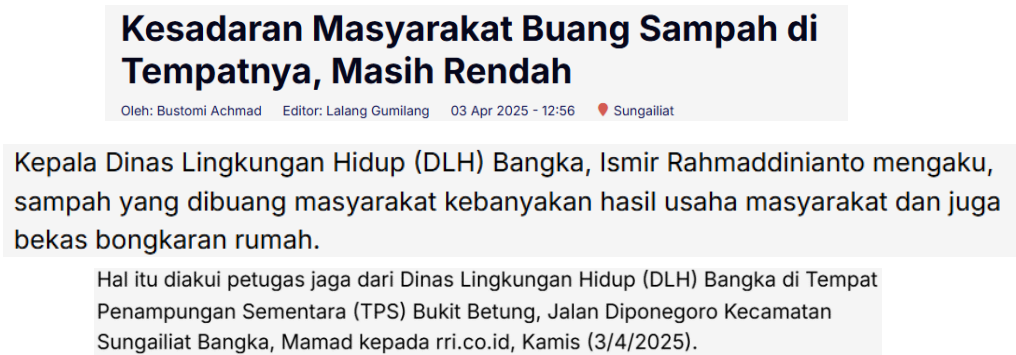 Kesadaran Masyarakat Buang Sampah di
Tempatnya, Masih Rendah
Oleh: Bustomi Achmad Editor: Lalang Gumilang 03 Apr 2025 - 12:56 Sungailiat
Kepala Dinas Lingkungan Hidup (DLH) Bangka, Ismir Rahmaddinianto mengaku,
sampah yang dibuang masyarakat kebanyakan hasil usaha masyarakat dan juga
bekas bongkaran rumah.
Hal itu diakui petugas jaga dari Dinas Lingkungan Hidup (DLH) Bangka di Tempat
Penampungan Sementara (TPS) Bukit Betung, Jalan Diponegoro Kecamatan
Sungailiat Bangka, Mamad kepada rri.co.id, Kamis (3/4/2025).